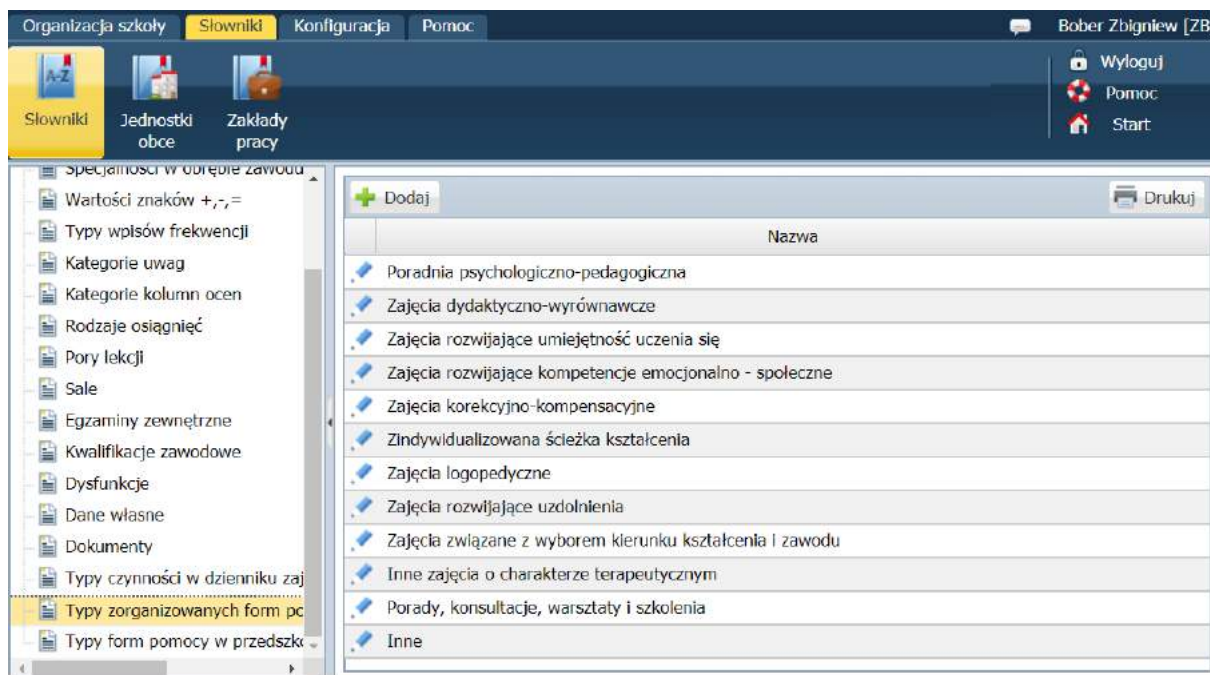 Organizacja szkoły Słowniki Konfiguracja Pomoc Bober Zbigniew [ZB
Wyloguj
Pomoc
Start
Słowniki Jednostki obce Zakłady pracy
Specjalności w obrębie zawodu
Wartości znaków +,-,=
Typy wpisów frekwencji
Kategorie uwag
Kategorie kolumn ocen
Rodzaje osiągnięć
Pory lekcji
Sale
Egzaminy zewnętrzne
Kwalifikacje zawodowe
Dysfunkcje
Dane własne
Dokumenty
Typy czynności w dzienniku zaj
Typy zorganizowanych form pc
Typy form pomocy w przedszk
Dodaj Drukuj
Nazwa
Poradnia psychologiczno-pedagogiczna
Zajęcia dydaktyczno-wyrównawcze
Zajęcia rozwijające umiejętność uczenia się
Zajęcia rozwijające kompetencje emocjonalno - społeczne
Zajęcia korekcyjno-kompensacyjne
Zindywidualizowana ścieżka kształcenia
Zajęcia logopedyczne
Zajęcia rozwijające uzdolnienia
Zajęcia związane z wyborem kierunku kształcenia i zawodu
Inne zajęcia o charakterze terapeutycznym
Porady, konsultacje, warsztaty i szkolenia
Inne